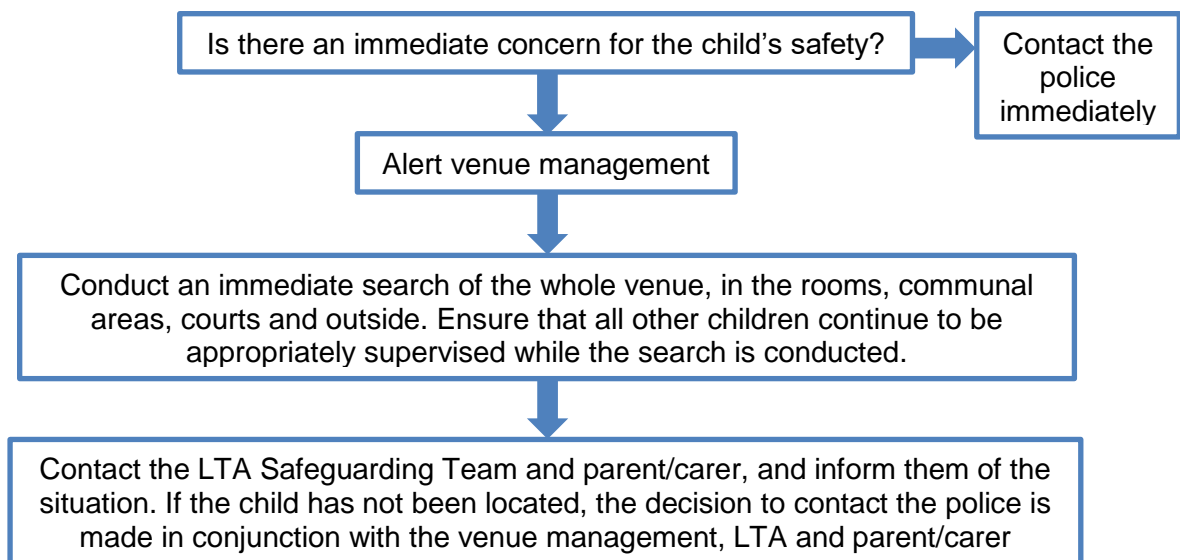 Is there an immediate concern for the child’s safety?
Contact the
police
immediately
Alert venue management
Conduct an immediate search of the whole venue, in the rooms, communal
areas, courts and outside. Ensure that all other children continue to be
appropriately supervised while the search is conducted.
Contact the LTA Safeguarding Team and parent/carer, and inform them of the
situation. If the child has not been located, the decision to contact the police is
made in conjunction with the venue management, LTA and parent/carer